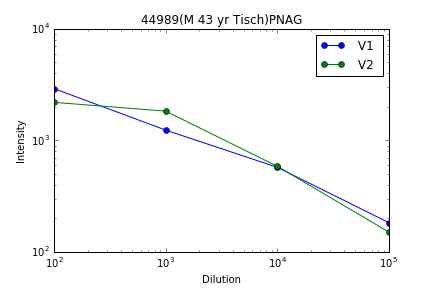 44989(M 43 yr Tisch)PNAG
V1
V2
Intensity
10⁴
10³
10²
10² 10³ 10⁴ 10⁵
Dilution